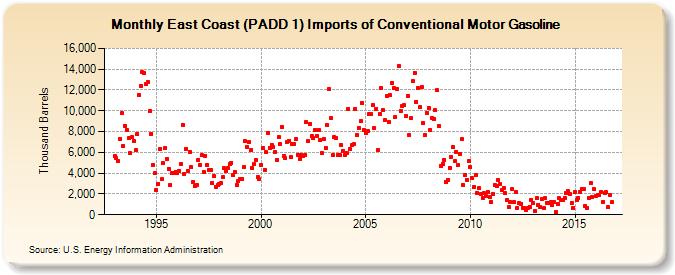 Monthly East Coast (PADD 1) Imports of Conventional Motor Gasoline
Thousand Barrels
16,000
14,000
12,000
10,000
8,000
6,000
4,000
2,000
0
1995 2000 2005 2010 2015
Source: U.S. Energy Information Administration